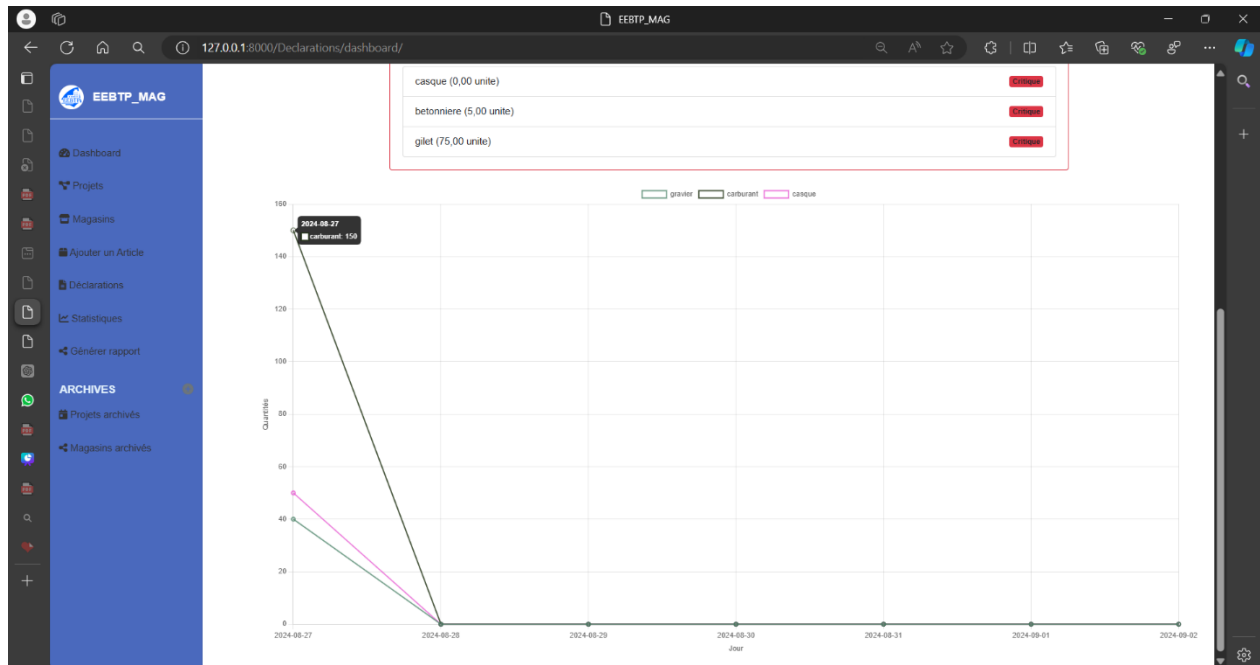 EEBTP_MAG
127.0.0.1:8000/Declarations/dashboard/
EEBTP_MAG
Dashboard
Projets
Magasins
Ajouter un Article
Déclarations
Statistiques
Générer rapport
ARCHIVES
Projets archivés
Magasins archivés
casque (0,00 unite) Critique
betonniere (5,00 unite) Critique
gilet (75,00 unite) Critique
gravier carburant casque
160
140
120
100
80
60
40
20
0
Quantités
2024-08-27
carburant: 150
2024-08-27 2024-08-28 2024-08-29 2024-08-30 2024-08-31 2024-09-01 2024-09-02
Jour